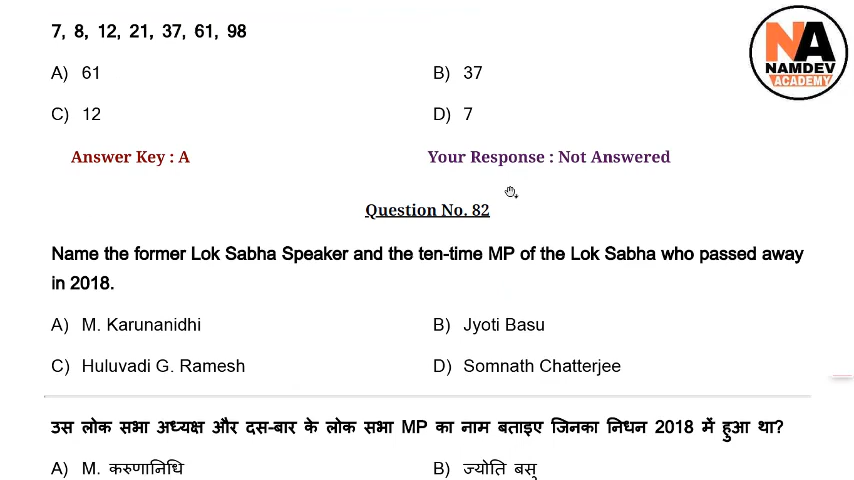 7, 8, 12, 21, 37, 61, 98
A) 61 B) 37
C) 12 D) 7
Answer Key : A Your Response : Not Answered
Question No. 82
Name the former Lok Sabha Speaker and the ten-time MP of the Lok Sabha who passed away
in 2018.
A) M. Karunanidhi B) Jyoti Basu
C) Huluvadi G. Ramesh D) Somnath Chatterjee
उस लोक सभा अध्यक्ष और दस-बार के लोक सभा MP का नाम बताइए जिनका निधन 2018 में हुआ था?
A) M. करुणानिधि B) ज्योति बसु
NA
NAMDEV
ACADEMY